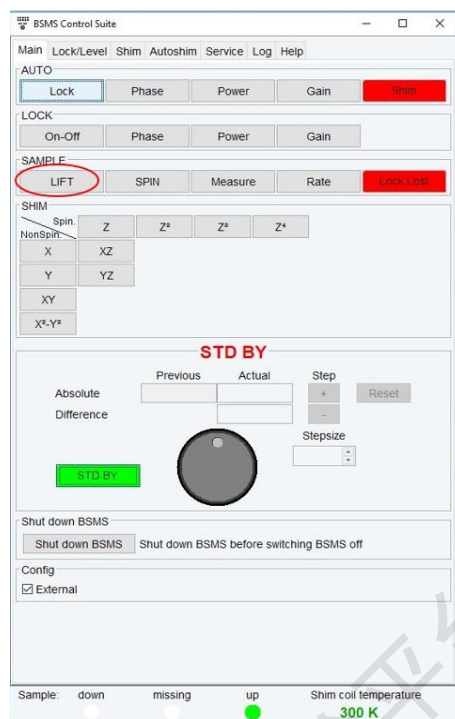 BSMS Control Suite
Main Lock/Level Shim Autoshim Service Log Help
AUTO
Lock Phase Power Gain Shim
LOCK
On-Off Phase Power Gain
SAMPLE
LIFT SPIN Measure Rate Lock Lost
SHIM
Spin. Z Z² Z³ Z⁴
NonSpin.
X XZ
Y YZ
XY
X²-Y²
STD BY
Previous Actual Step
Absolute + Reset
Difference -
Stepsize
STD BY
Shut down BSMS
Shut down BSMS Shut down BSMS before switching BSMS off
Config
External
Sample: down missing up Shim coil temperature
300 K